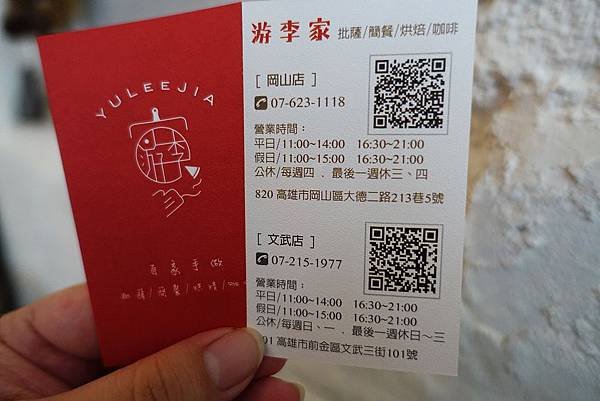 YULEEJIA
游李
自家手做
游李家 批薩/簡餐/烘焙/咖啡
[ 岡山店 ]
07-623-1118
營業時間：
平日/11:00~14:00 16:30~21:00
假日/11:00~15:00 16:30~21:00
公休/每週四．最後一週休三、四
820 高雄市岡山區大德二路213巷5號
[ 文武店 ]
07-215-1977
營業時間：
平日/11:00~14:00 16:30~21:00
假日/11:00~15:00 16:30~21:00
公休/每週日、一．最後一週休日～三
01 高雄市前金區文武三街101號